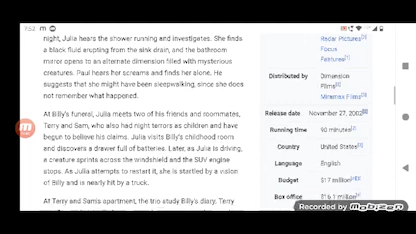 7:52
night, Julia hears the shower running and investigates. She finds
a black fluid erupting from the sink drain, and the bathroom
mirror opens to an alternate dimension filled with mysterious
creatures. Paul hears her screams and finds her alone. He
suggests that she might have been sleepwalking, since she does
not remember what happened.
At Billy's funeral, Julia meets two of his friends and roommates,
Terry and Sam, who also had night terrors as children and have
begun to believe his claims. Julia visits Billy's childhood room
and discovers a drawer full of batteries. Later, as Julia is driving,
a creature sprints across the windshield and the SUV engine
stops. As Julia attempts to restart it, she is startled by a vision
of Billy and is nearly hit by a truck.
At Terry and Sam's apartment, the trio study Billy's diary. Terry
Radar Pictures
Focus
Features
Distributed by Dimension
Films
Miramax Films
Release date November 27, 2002
Running time 90 minutes
Country United States
Language English
Budget $17 million
Box office
Recorded by Mobizen